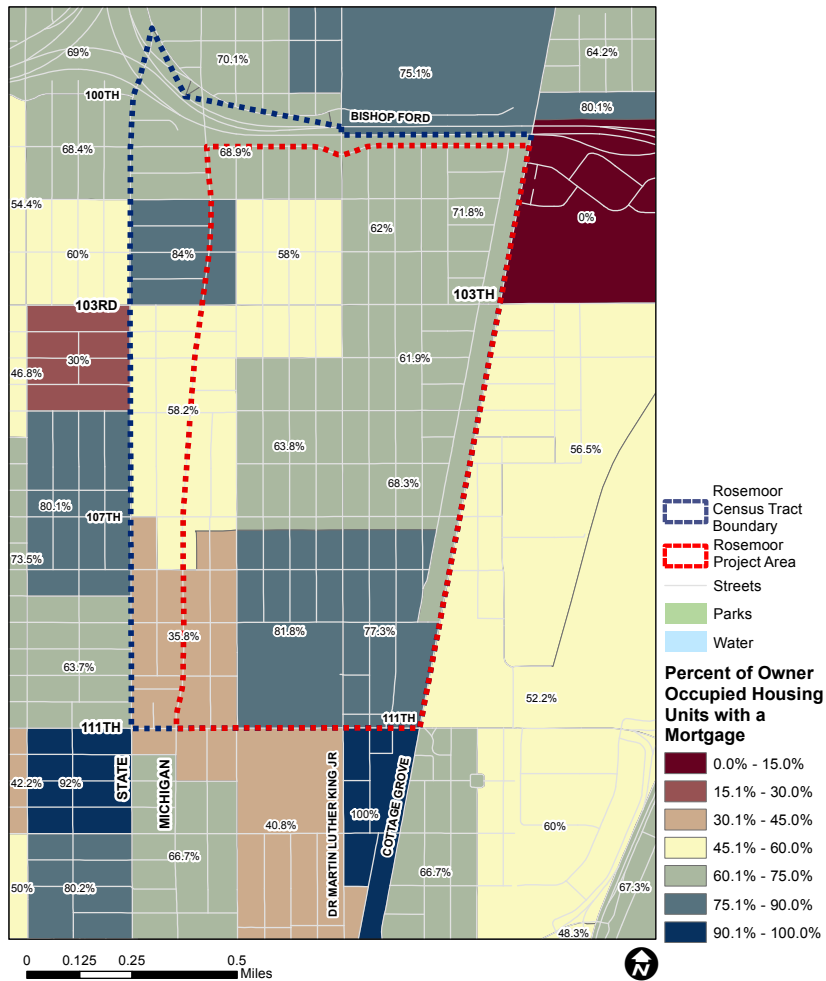 69%
70.1%
64.2%
75.1%
100TH
80.1%
BISHOP FORD
68.4%
68.9%
54.4%
71.8%
0%
62%
60%
84%
58%
103TH
103RD
30%
61.9%
46.8%
58.2%
63.8%
56.5%
68.3%
80.1%
107TH
73.5%
35.8%
81.8%
77.3%
63.7%
52.2%
111TH
111TH
STATE
MICHIGAN
DR MARTIN LUTHER KING JR
COTTAGE GROVE
42.2%
92%
100%
40.8%
60%
66.7%
66.7%
50%
80.2%
67.3%
48.3%
Rosemoor
Census Tract
Boundary
Rosemoor
Project Area
Streets
Parks
Water
Percent of Owner
Occupied Housing
Units with a
Mortgage
0.0% - 15.0%
15.1% - 30.0%
30.1% - 45.0%
45.1% - 60.0%
60.1% - 75.0%
75.1% - 90.0%
90.1% - 100.0%
0 0.125 0.25 0.5
Miles
N